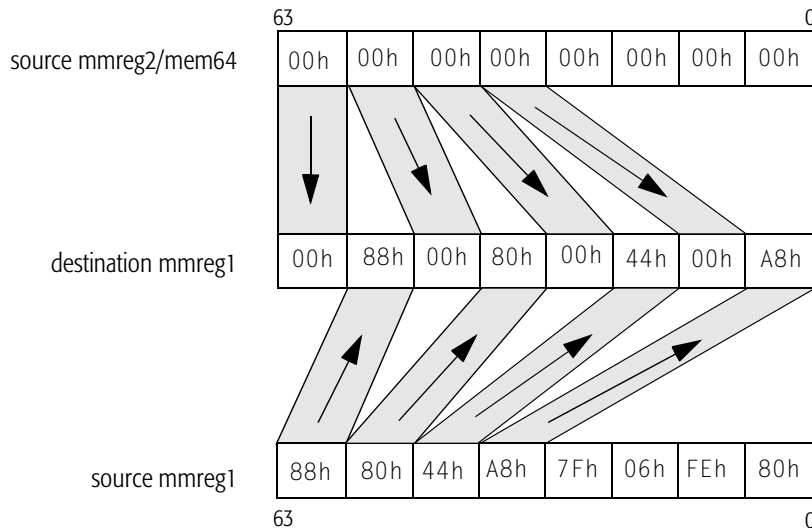 63 0
source mmreg2/mem64 00h 00h 00h 00h 00h 00h 00h 00h
destination mmreg1 00h 88h 00h 80h 00h 44h 00h A8h
source mmreg1 88h 80h 44h A8h 7Fh 06h FEh 80h
63 0